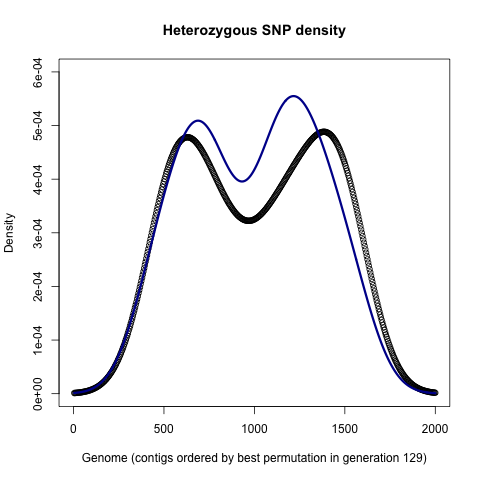 Heterozygous SNP density
Density
6e-04
5e-04
4e-04
3e-04
2e-04
1e-04
0e+00
0 500 1000 1500 2000
Genome (contigs ordered by best permutation in generation 129)